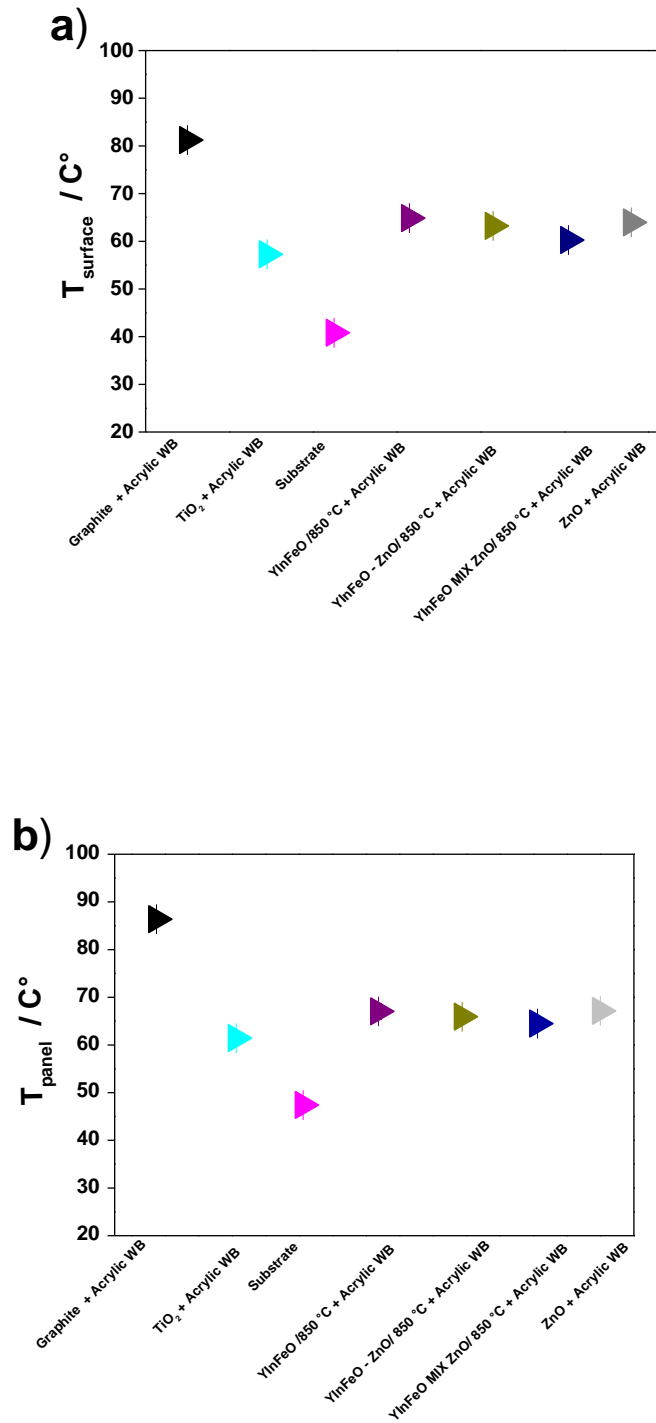 a)
100
90
80
70
60
50
40
30
20
T surface / C°
Graphite + Acrylic WB
TiO₂ + Acrylic WB
Substrate
YInFeO /850 °C + Acrylic WB
YInFeO - ZnO/ 850 °C + Acrylic WB
YInFeO MIX ZnO/ 850 °C + Acrylic WB
ZnO + Acrylic WB
b)
100
90
80
70
60
50
40
30
20
T panel / C°
Graphite + Acrylic WB
TiO₂ + Acrylic WB
Substrate
YInFeO /850 °C + Acrylic WB
YInFeO - ZnO/ 850 °C + Acrylic WB
YInFeO MIX ZnO/ 850 °C + Acrylic WB
ZnO + Acrylic WB